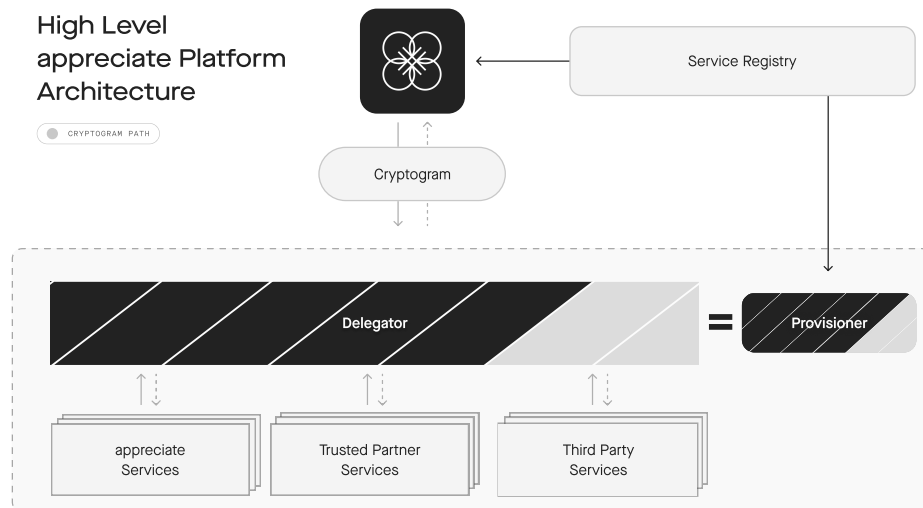 High Level
appreciate Platform
Architecture
CRYPTOGRAM PATH
Service Registry
Cryptogram
Delegator
Provisioner
appreciate
Services
Trusted Partner
Services
Third Party
Services